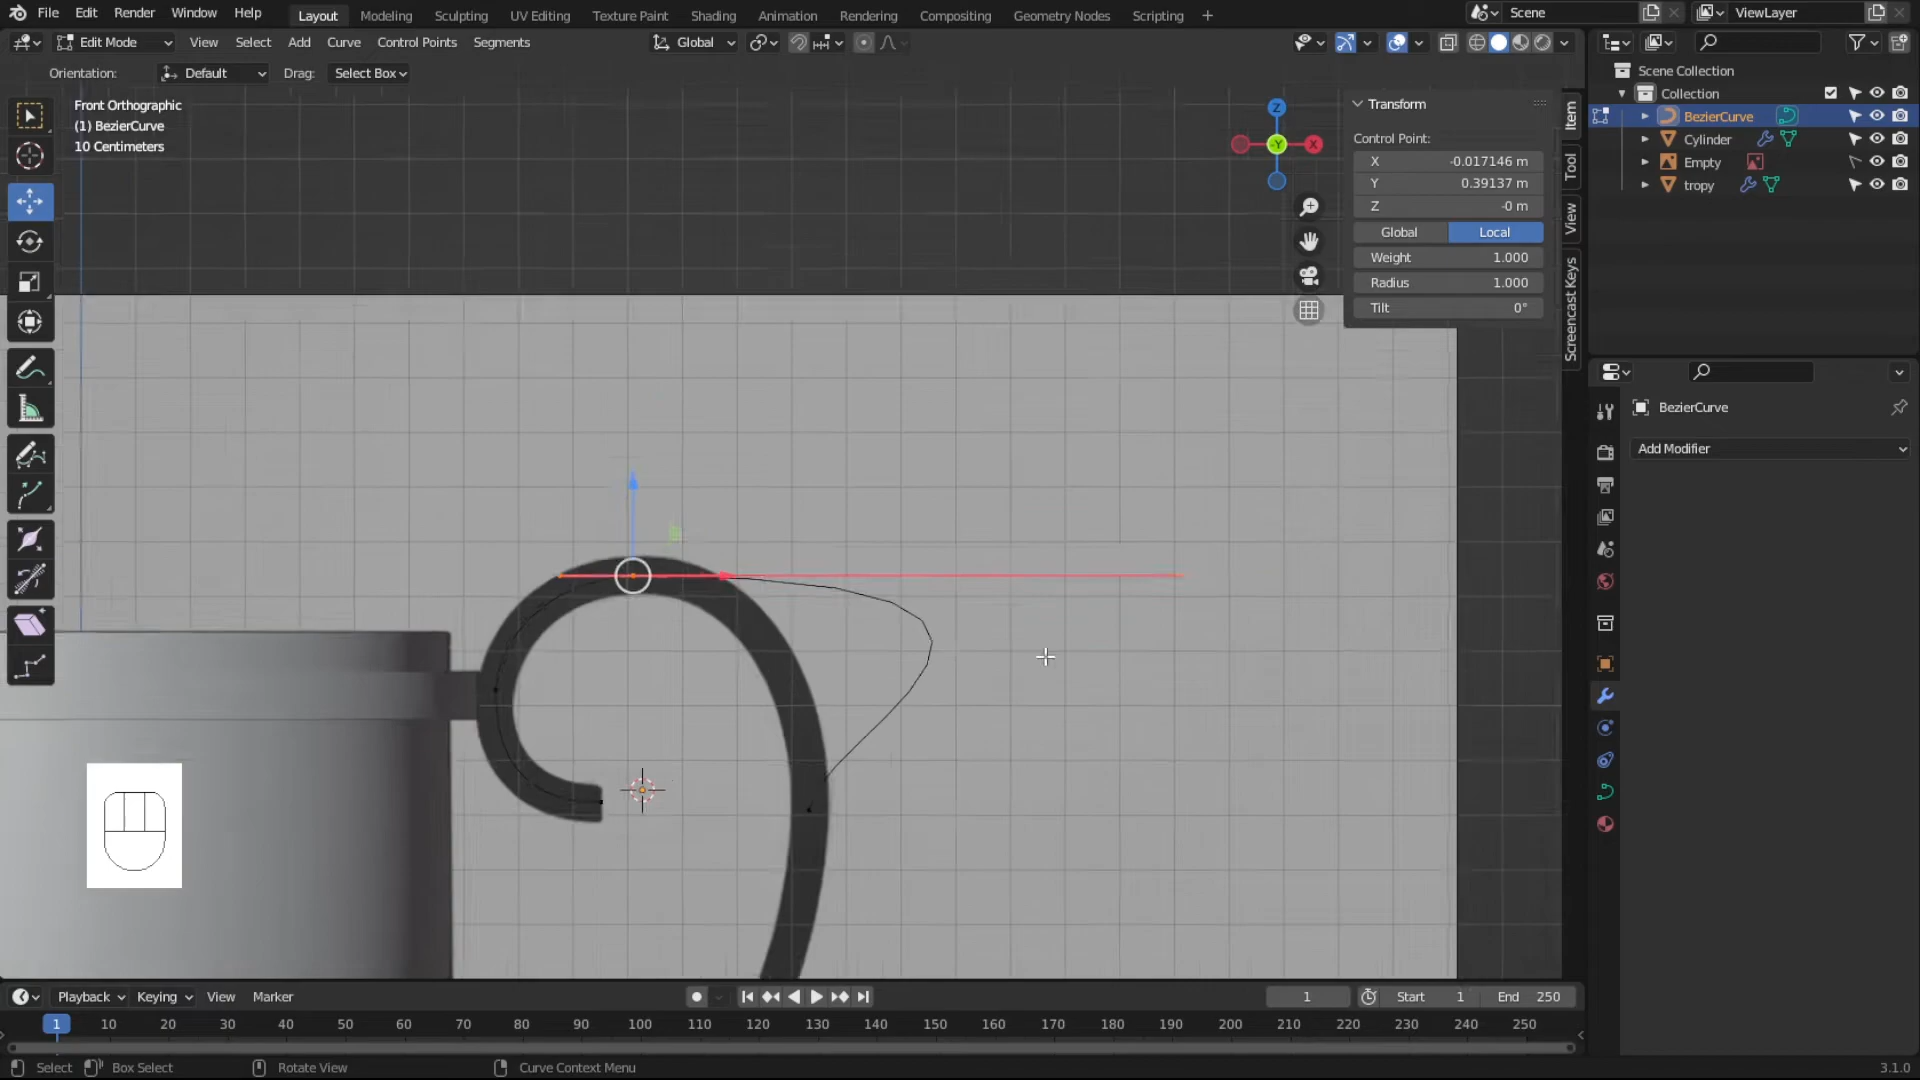 File Edit Render Window Help Layout Modeling Sculpting UV Editing Texture Paint Shading Animation Rendering Compositing Geometry Nodes Scripting + Scene ViewLayer
Edit Mode View Select Add Curve Control Points Segments Global
Orientation: Default Drag: Select Box
Front Orthographic
(1) BezierCurve
10 Centimeters
Z
-Y
X
Transform
Control Point:
X -0.017146 m
Y 0.39137 m
Z -0 m
Global Local
Weight 1.000
Radius 1.000
Tilt 0°
Item
Tool
View
Screencast Keys
Scene Collection
Collection
BezierCurve
Cylinder
Empty
tropy
BezierCurve
Add Modifier
Playback Keying View Marker 1 Start 1 End 250
1 10 20 30 40 50 60 70 80 90 100 110 120 130 140 150 160 170 180 190 200 210 220 230 240 250
Select Box Select Rotate View Curve Context Menu 3.1.0